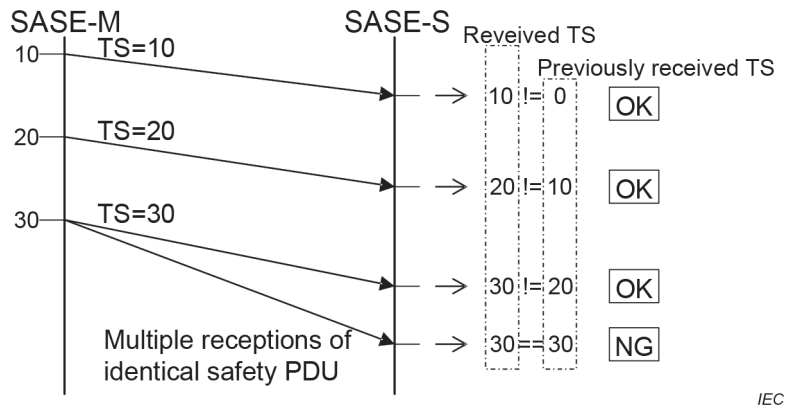 SASE-M
SASE-S
Reveived TS
Previously received TS
10
TS=10
10 != 0
OK
20
TS=20
20 != 10
OK
30
TS=30
30 != 20
OK
Multiple receptions of
identical safety PDU
30 == 30
NG
IEC